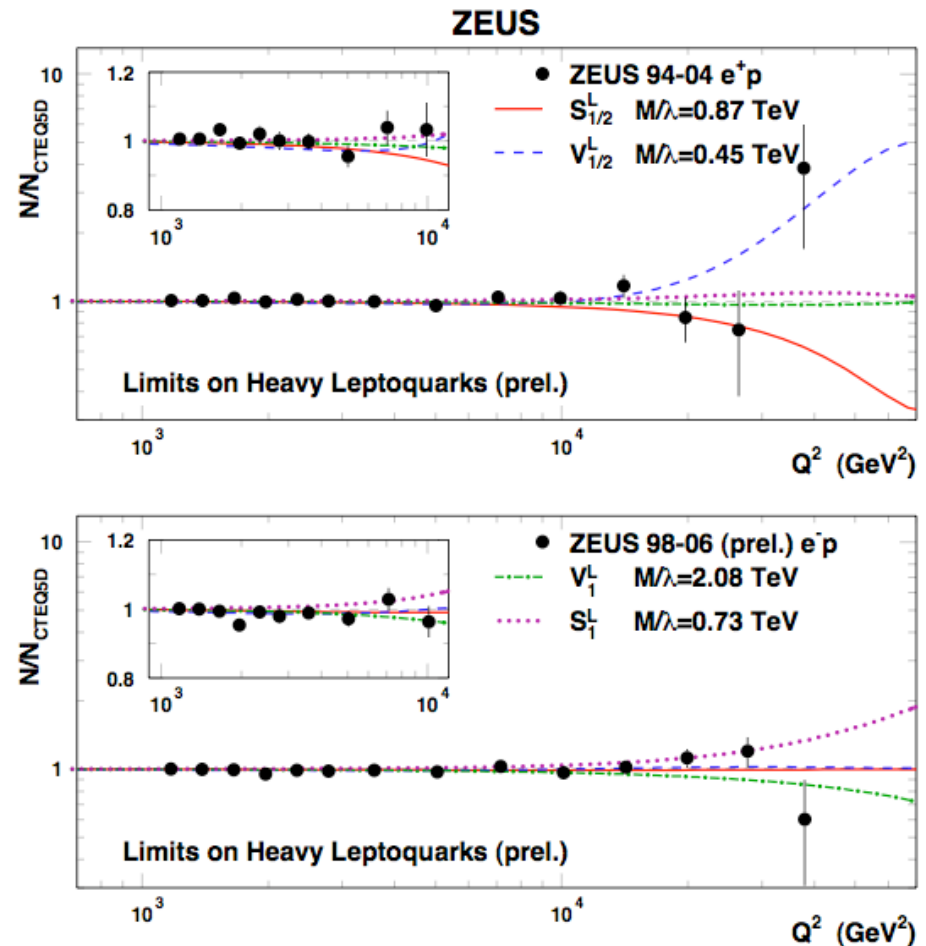 ZEUS
N/N_CTEQ5D
10
1
1.2
1
0.8
10³
10⁴
ZEUS 94-04 e⁺p
S^L_1/2 M/λ=0.87 TeV
V^L_1/2 M/λ=0.45 TeV
Limits on Heavy Leptoquarks (prel.)
10³
10⁴
Q² (GeV²)
N/N_CTEQ5D
10
1
1.2
1
0.8
10³
10⁴
ZEUS 98-06 (prel.) e⁻p
V^L_1 M/λ=2.08 TeV
S^L_1 M/λ=0.73 TeV
Limits on Heavy Leptoquarks (prel.)
10³
10⁴
Q² (GeV²)